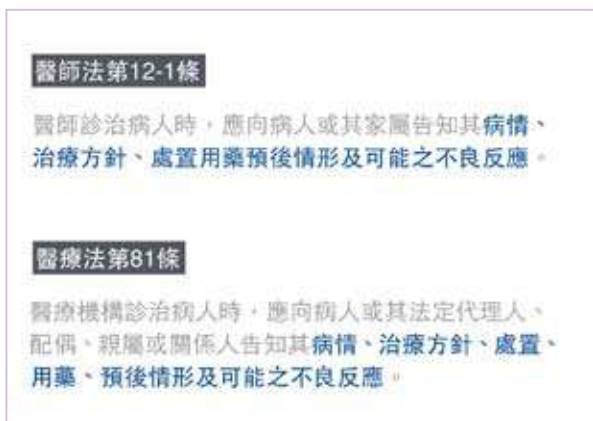 醫師法第12-1條
醫師診治病人時，應向病人或其家屬告知其病情、
治療方針、處置用藥預後情形及可能之不良反應。
醫療法第81條
醫療機構診治病人時，應向病人或其法定代理人、
配偶、親屬或關係人告知其病情、治療方針、處置、
用藥、預後情形及可能之不良反應。